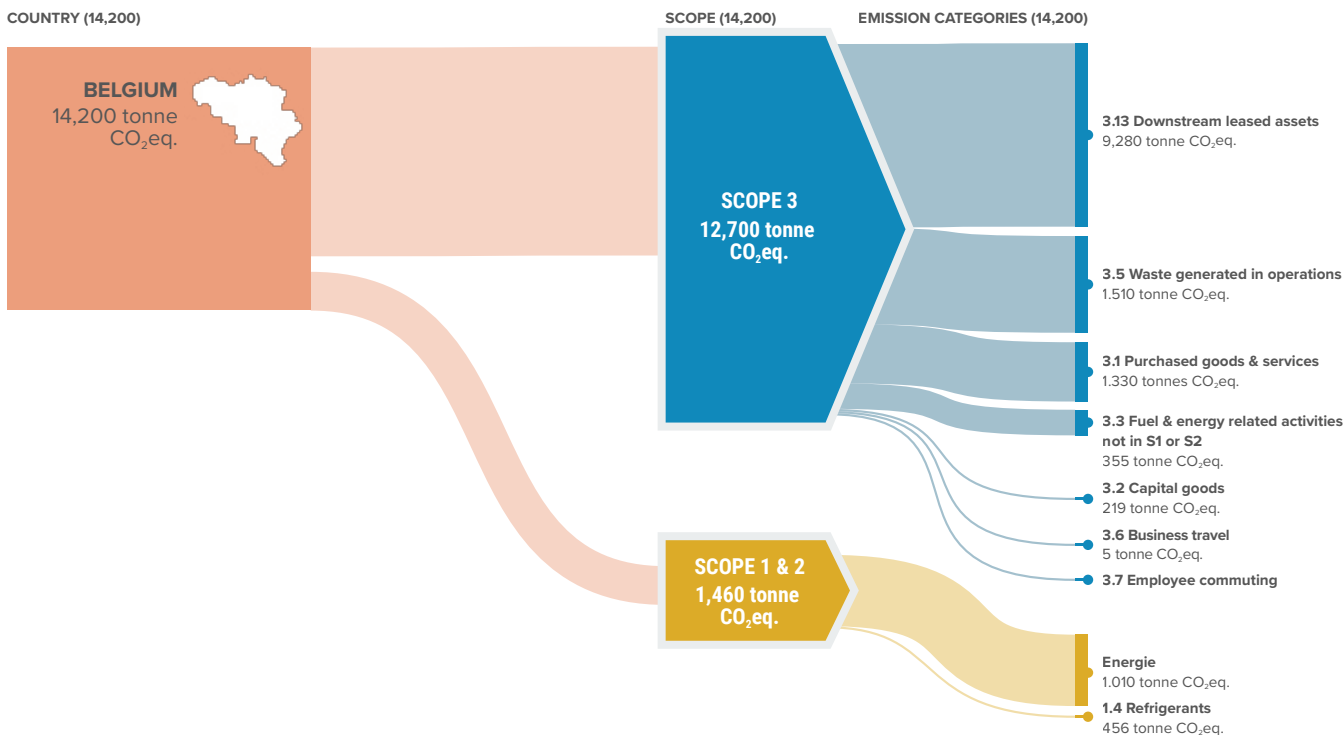 COUNTRY (14,200)
SCOPE (14,200)
EMISSION CATEGORIES (14,200)
BELGIUM
14,200 tonne
CO₂eq.
SCOPE 3
12,700 tonne
CO₂eq.
SCOPE 1 & 2
1,460 tonne
CO₂eq.
3.13 Downstream leased assets
9,280 tonne CO₂eq.
3.5 Waste generated in operations
1.510 tonne CO₂eq.
3.1 Purchased goods & services
1.330 tonnes CO₂eq.
3.3 Fuel & energy related activities
not in S1 or S2
355 tonne CO₂eq.
3.2 Capital goods
219 tonne CO₂eq.
3.6 Business travel
5 tonne CO₂eq.
3.7 Employee commuting
Energie
1.010 tonne CO₂eq.
1.4 Refrigerants
456 tonne CO₂eq.